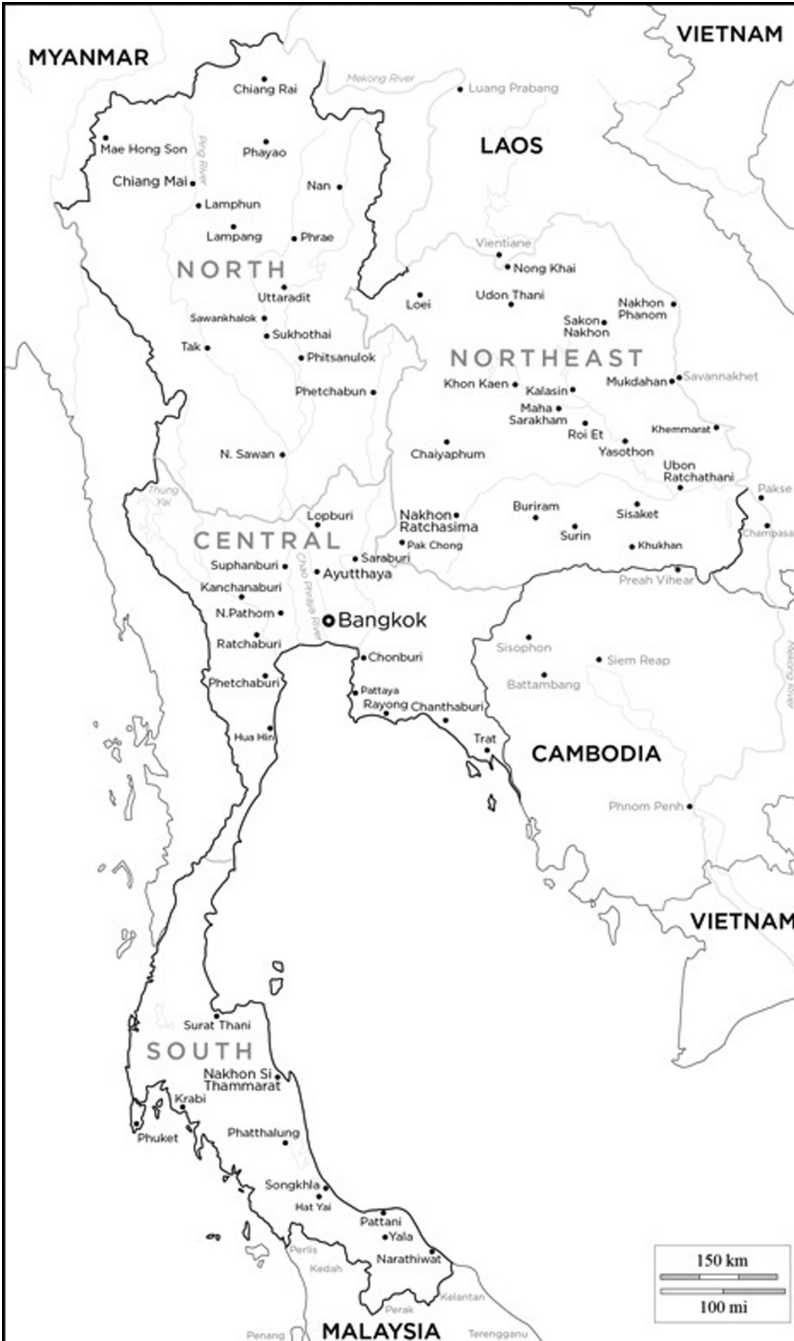 VIETNAM
MYANMAR
Mekong River
Chiang Rai
Luang Prabang
Mae Hong Son
Ping River
Phayao
LAOS
Chiang Mai
Nan
Lamphun
Lampang
Phrae
Vientiane
NORTH
Nong Khai
Uttaradit
Loei
Udon Thani
Nakhon
Phanom
Sawankhalok
Sakon
Nakhon
Sukhothai
Tak
Phitsanulok
NORTHEAST
Phetchabun
Khon Kaen
Kalasin
Mukdahan
Savannakhet
Maha
Sarakham
Roi Et
Khemmarat
Yasothon
N. Sawan
Chaiyaphum
Ubon
Ratchathani
Thung
Yai
Pakse
Lopburi
Nakhon
Ratchasima
Buriram
Sisaket
CENTRAL
Surin
Champasa
Pak Chong
Khukhan
Saraburi
Suphanburi
Ayutthaya
Preah Vihear
Kanchanaburi
Chao Phraya River
N.Pathom
Bangkok
Ratchaburi
Sisophon
Chonburi
Siem Reap
Mekong River
Phetchaburi
Battambang
Pattaya
Rayong
Chanthaburi
Hua Hin
Trat
CAMBODIA
Phnom Penh
VIETNAM
Surat Thani
SOUTH
Nakhon Si
Thammarat
Krabi
Phuket
Phatthalung
Songkhla
Hat Yai
Pattani
Yala
Perlis
Narathiwat
Kedah
150 km
Kelantan
Perak
100 mi
Penang
MALAYSIA
Terengganu